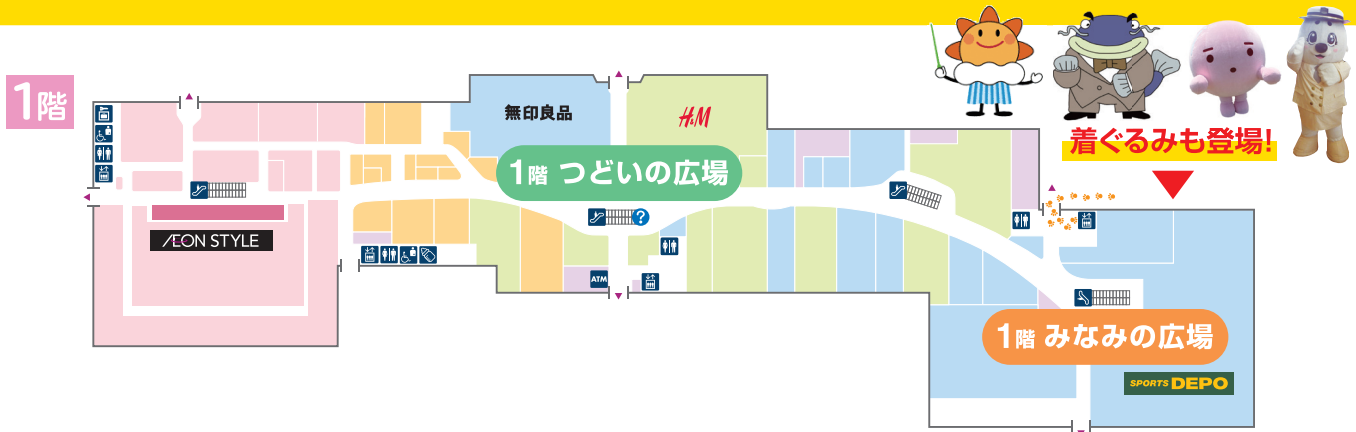 1階
着ぐるみも登場!
無印良品
H&M
1階 つどいの広場
?
ÆON STYLE
ATM
1階 みなみの広場
SPORTS DEPO